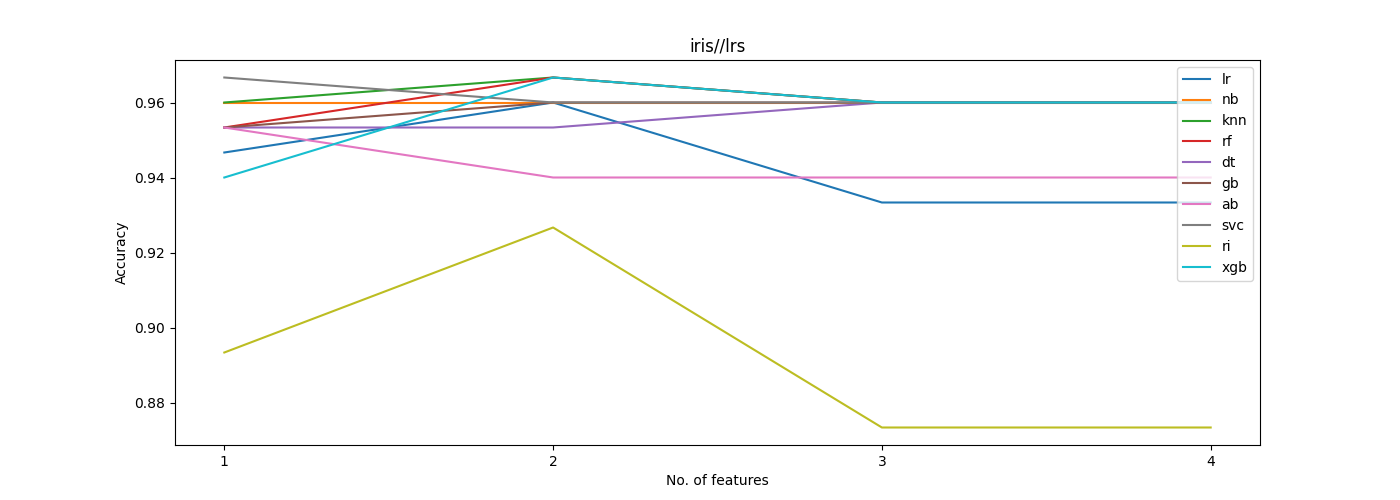 iris//lrs
Accuracy
0.96
0.94
0.92
0.90
0.88
1 2 3 4
No. of features
lr
nb
knn
rf
dt
gb
ab
svc
ri
xgb